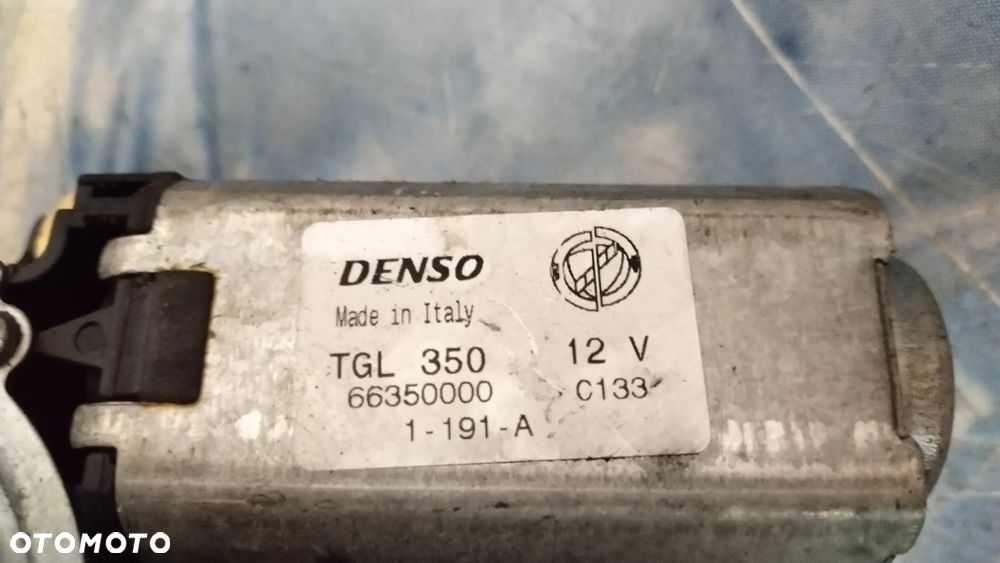 DENSO
Made in Italy
TGL 350 12 V
66350000 C133
1-191-A
OTOMOTO